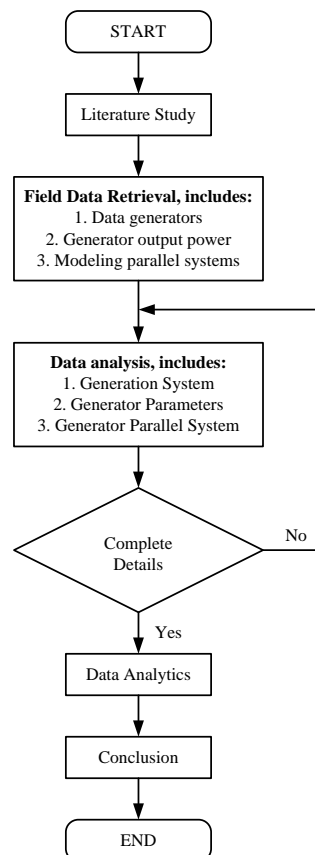 START
Literature Study
Field Data Retrieval, includes:
1. Data generators
2. Generator output power
3. Modeling parallel systems
Data analysis, includes:
1. Generation System
2. Generator Parameters
3. Generator Parallel System
Complete
Details
No
Yes
Data Analytics
Conclusion
END